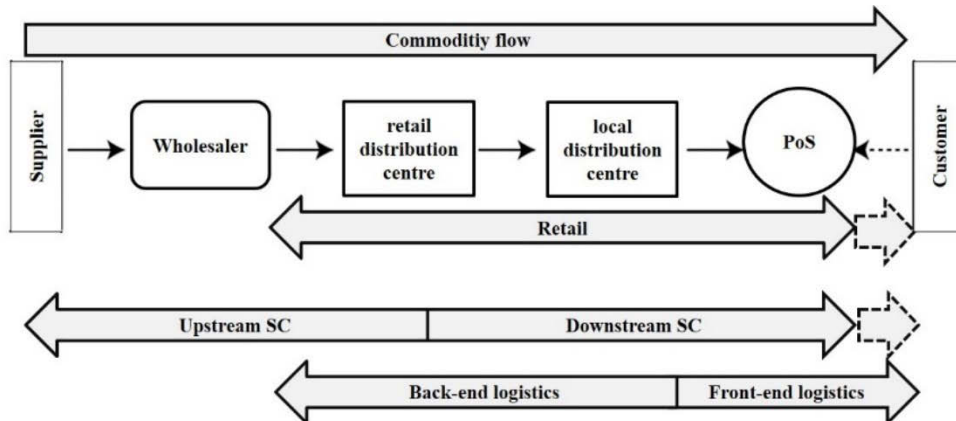 Commoditiy flow
Supplier
Wholesaler
retail
distribution
centre
local
distribution
centre
PoS
Customer
Retail
Upstream SC
Downstream SC
Back-end logistics
Front-end logistics